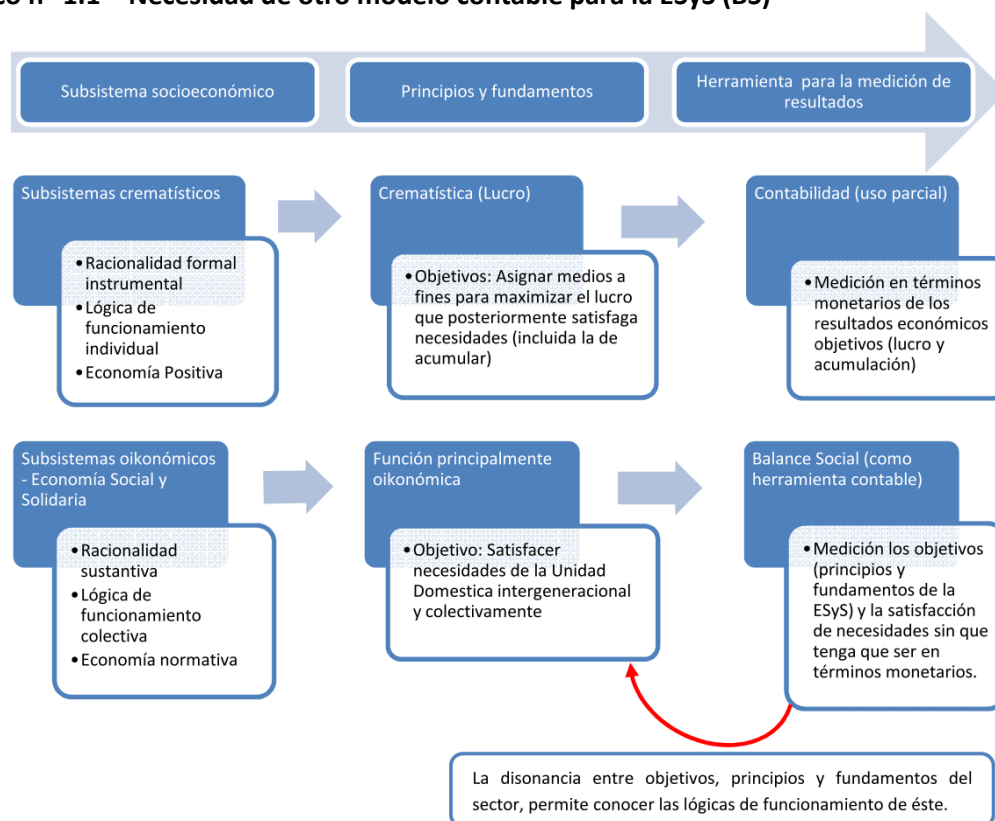 co nº 1.1 – Necesidad de otro modelo contable para la ESyS (BS)
Subsistema socioeconómico
Principios y fundamentos
Herramienta para la medición de
resultados
Subsistemas crematísticos
•Racionalidad formal
instrumental
•Lógica de
funcionamiento
individual
•Economía Positiva
Crematística (Lucro)
•Objetivos: Asignar medios a
fines para maximizar el lucro
que posteriormente satisfaga
necesidades (incluida la de
acumular)
Contabilidad (uso parcial)
•Medición en términos
monetarios de los
resultados económicos
objetivos (lucro y
acumulación)
Subsistemas oikonómicos
- Economía Social y
Solidaria
•Racionalidad
sustantiva
•Lógica de
funcionamiento
colectiva
•Economía normativa
Función principalmente
oikonómica
•Objetivo: Satisfacer
necesidades de la Unidad
Domestica intergeneracional
y colectivamente
Balance Social (como
herramienta contable)
•Medición los objetivos
(principios y
fundamentos de la
ESyS) y la satisfacción
de necesidades sin que
tenga que ser en
términos monetarios.
La disonancia entre objetivos, principios y fundamentos del
sector, permite conocer las lógicas de funcionamiento de éste.